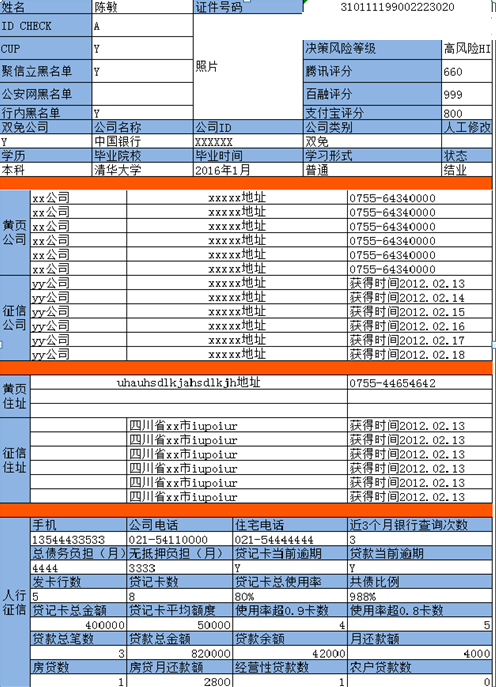 姓名 陈敏 证件号码 310111199002223020
ID CHECK A
CUP Y 决策风险等级 高风险HI
聚信立黑名单 Y 照片 腾讯评分 660
公安网黑名单 百融评分 999
行内黑名单 Y 支付宝评分 800
双免公司 公司名称 公司ID 公司类别 人工修改
Y 中国银行 XXXXXX 双免
学历 毕业院校 毕业时间 学习形式 状态
本科 清华大学 2016年1月 普通 结业
黄页公司
xx公司 xxxxx地址 0755-64340000
xx公司 xxxxx地址 0755-64340000
xx公司 xxxxx地址 0755-64340000
xx公司 xxxxx地址 0755-64340000
xx公司 xxxxx地址 0755-64340000
xx公司 xxxxx地址 0755-64340000
征信公司
yy公司 xxxxx地址 获得时间2012.02.13
yy公司 xxxxx地址 获得时间2012.02.14
yy公司 xxxxx地址 获得时间2012.02.15
yy公司 xxxxx地址 获得时间2012.02.16
yy公司 xxxxx地址 获得时间2012.02.17
yy公司 xxxxx地址 获得时间2012.02.18
黄页住址
uhauhsdlkjahsdlkjh地址 0755-44654642
征信住址
四川省xx市iupoiur 获得时间2012.02.13
四川省xx市iupoiur 获得时间2012.02.13
四川省xx市iupoiur 获得时间2012.02.13
四川省xx市iupoiur 获得时间2012.02.13
四川省xx市iupoiur 获得时间2012.02.13
四川省xx市iupoiur 获得时间2012.02.13
人行征信
手机 公司电话 住宅电话 近3个月银行查询次数
13544433533 021-54110000 021-54444444 3
总债务负担（月） 无抵押负担（月） 贷记卡当前逾期 贷款当前逾期
4444 3333 Y Y
发卡行数 贷记卡数 贷记卡总使用率 共债比例
5 8 80% 988%
贷记卡总金额 贷记卡平均额度 使用率超0.9卡数 使用率超0.8卡数
400000 50000 4 5
贷款总笔数 贷款总金额 贷款余额 月还款额
3 820000 42000 4000
房贷数 房贷月还款额 经营性贷款数 农户贷款数
1 2800 1 0